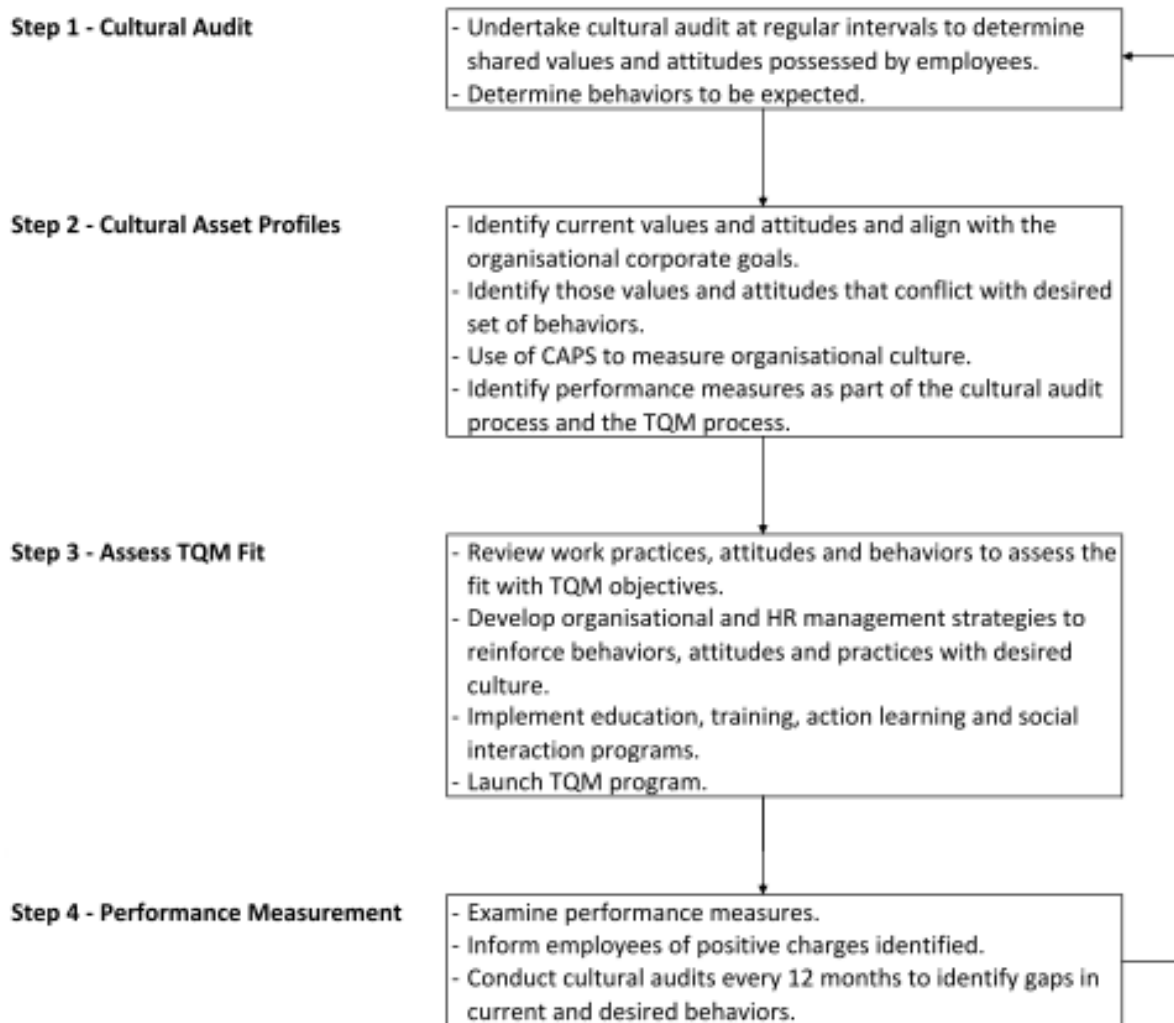 Step 1 - Cultural Audit
- Undertake cultural audit at regular intervals to determine
shared values and attitudes possessed by employees.
- Determine behaviors to be expected.
Step 2 - Cultural Asset Profiles
- Identify current values and attitudes and align with the
organisational corporate goals.
- Identify those values and attitudes that conflict with desired
set of behaviors.
- Use of CAPS to measure organisational culture.
- Identify performance measures as part of the cultural audit
process and the TQM process.
Step 3 - Assess TQM Fit
- Review work practices, attitudes and behaviors to assess the
fit with TQM objectives.
- Develop organisational and HR management strategies to
reinforce behaviors, attitudes and practices with desired
culture.
- Implement education, training, action learning and social
interaction programs.
- Launch TQM program.
Step 4 - Performance Measurement
- Examine performance measures.
- Inform employees of positive charges identified.
- Conduct cultural audits every 12 months to identify gaps in
current and desired behaviors.